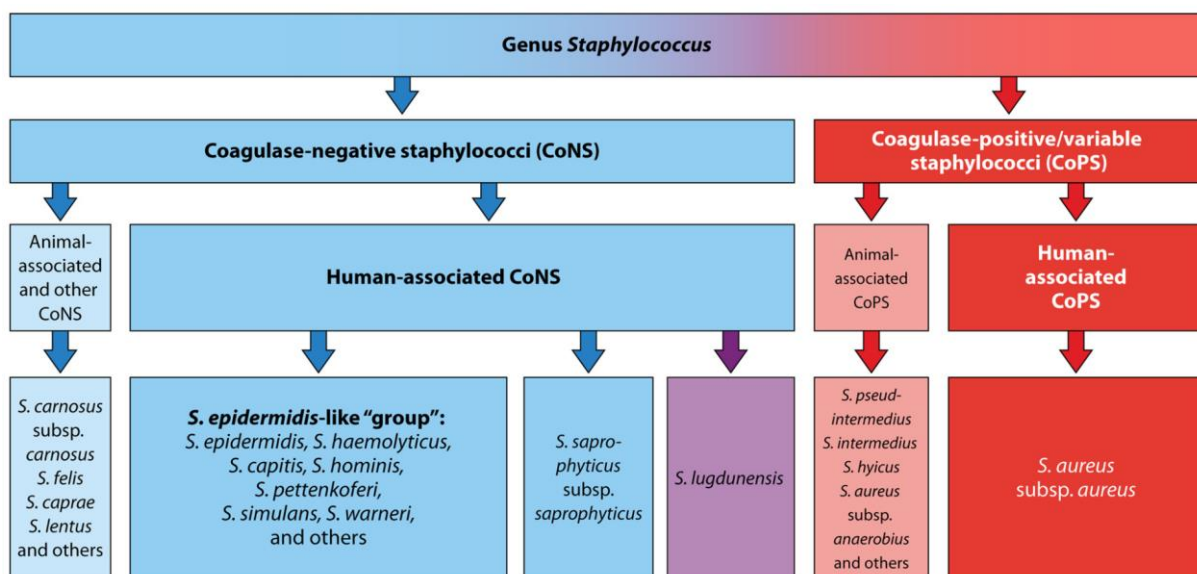 Genus Staphylococcus
Coagulase-negative staphylococci (CoNS)
Coagulase-positive/variable
staphylococci (CoPS)
Animal-
associated
and other
CoNS
Human-associated CoNS
Animal-
associated
CoPS
Human-
associated
CoPS
S. carnosus
subsp.
carnosus
S. felis
S. caprae
S. lentus
and others
S. epidermidis-like “group”:
S. epidermidis, S. haemolyticus,
S. capitis, S. hominis,
S. pettenkoferi,
S. simulans, S. warneri,
and others
S. sapro-
phyticus
subsp.
saprophyticus
S. lugdunensis
S. pseud-
intermedius
S. intermedius
S. hyicus
S. aureus
subsp.
anaerobius
and others
S. aureus
subsp. aureus